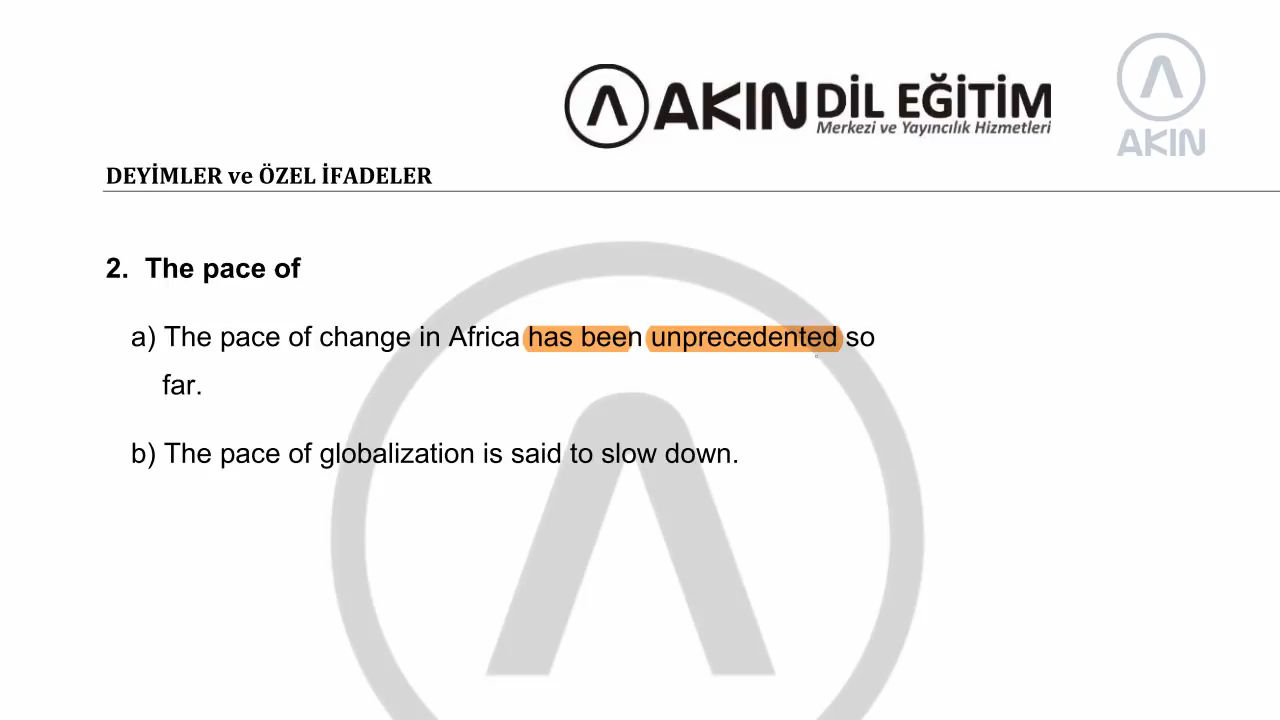 AKIN DİL EĞİTİM
Merkezi ve Yayıncılık Hizmetleri
AKIN
DEYİMLER ve ÖZEL İFADELER
2. The pace of
a) The pace of change in Africa has been unprecedented so
far.
b) The pace of globalization is said to slow down.